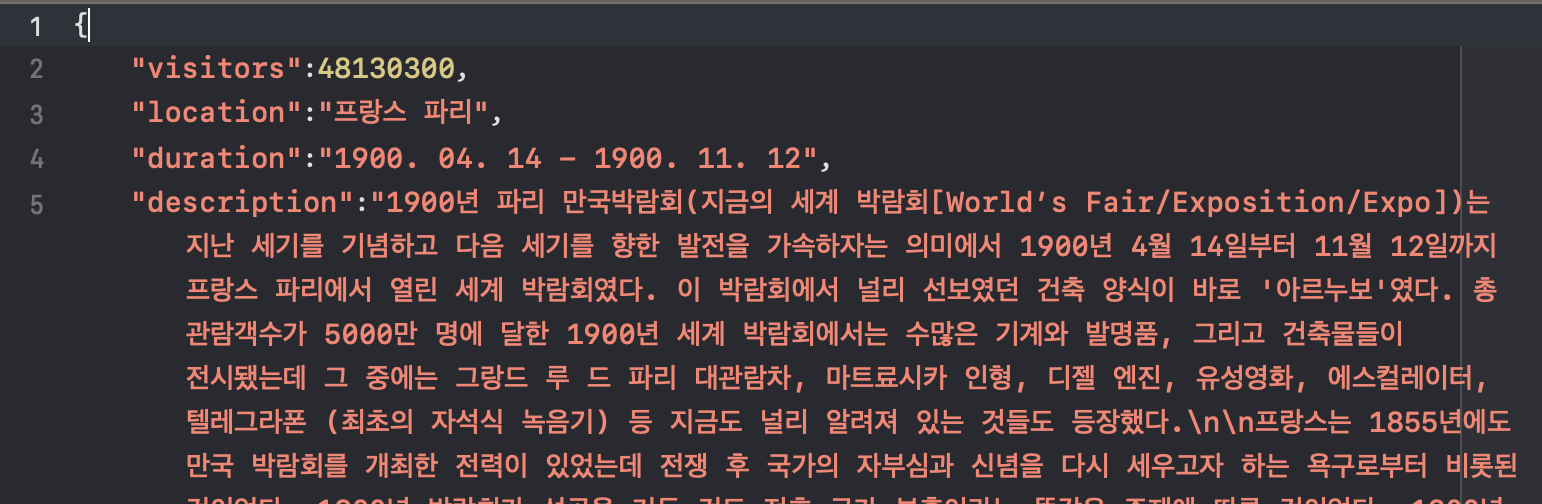 1 {
2 "visitors":48130300,
3 "location":"프랑스 파리",
4 "duration":"1900. 04. 14 – 1900. 11. 12",
5 "description":"1900년 파리 만국박람회(지금의 세계 박람회[World’s Fair/Exposition/Expo])는
지난 세기를 기념하고 다음 세기를 향한 발전을 가속하자는 의미에서 1900년 4월 14일부터 11월 12일까지
프랑스 파리에서 열린 세계 박람회였다. 이 박람회에서 널리 선보였던 건축 양식이 바로 '아르누보'였다. 총
관람객수가 5000만 명에 달한 1900년 세계 박람회에서는 수많은 기계와 발명품, 그리고 건축물들이
전시됐는데 그 중에는 그랑드 루 드 파리 대관람차, 마트료시카 인형, 디젤 엔진, 유성영화, 에스컬레이터,
텔레그라폰 (최초의 자석식 녹음기) 등 지금도 널리 알려져 있는 것들도 등장했다.\n\n프랑스는 1855년에도
만국 박람회를 개최한 전력이 있었는데 전쟁 후 국가의 자부심과 신념을 다시 세우고자 하는 욕구로부터 비롯된